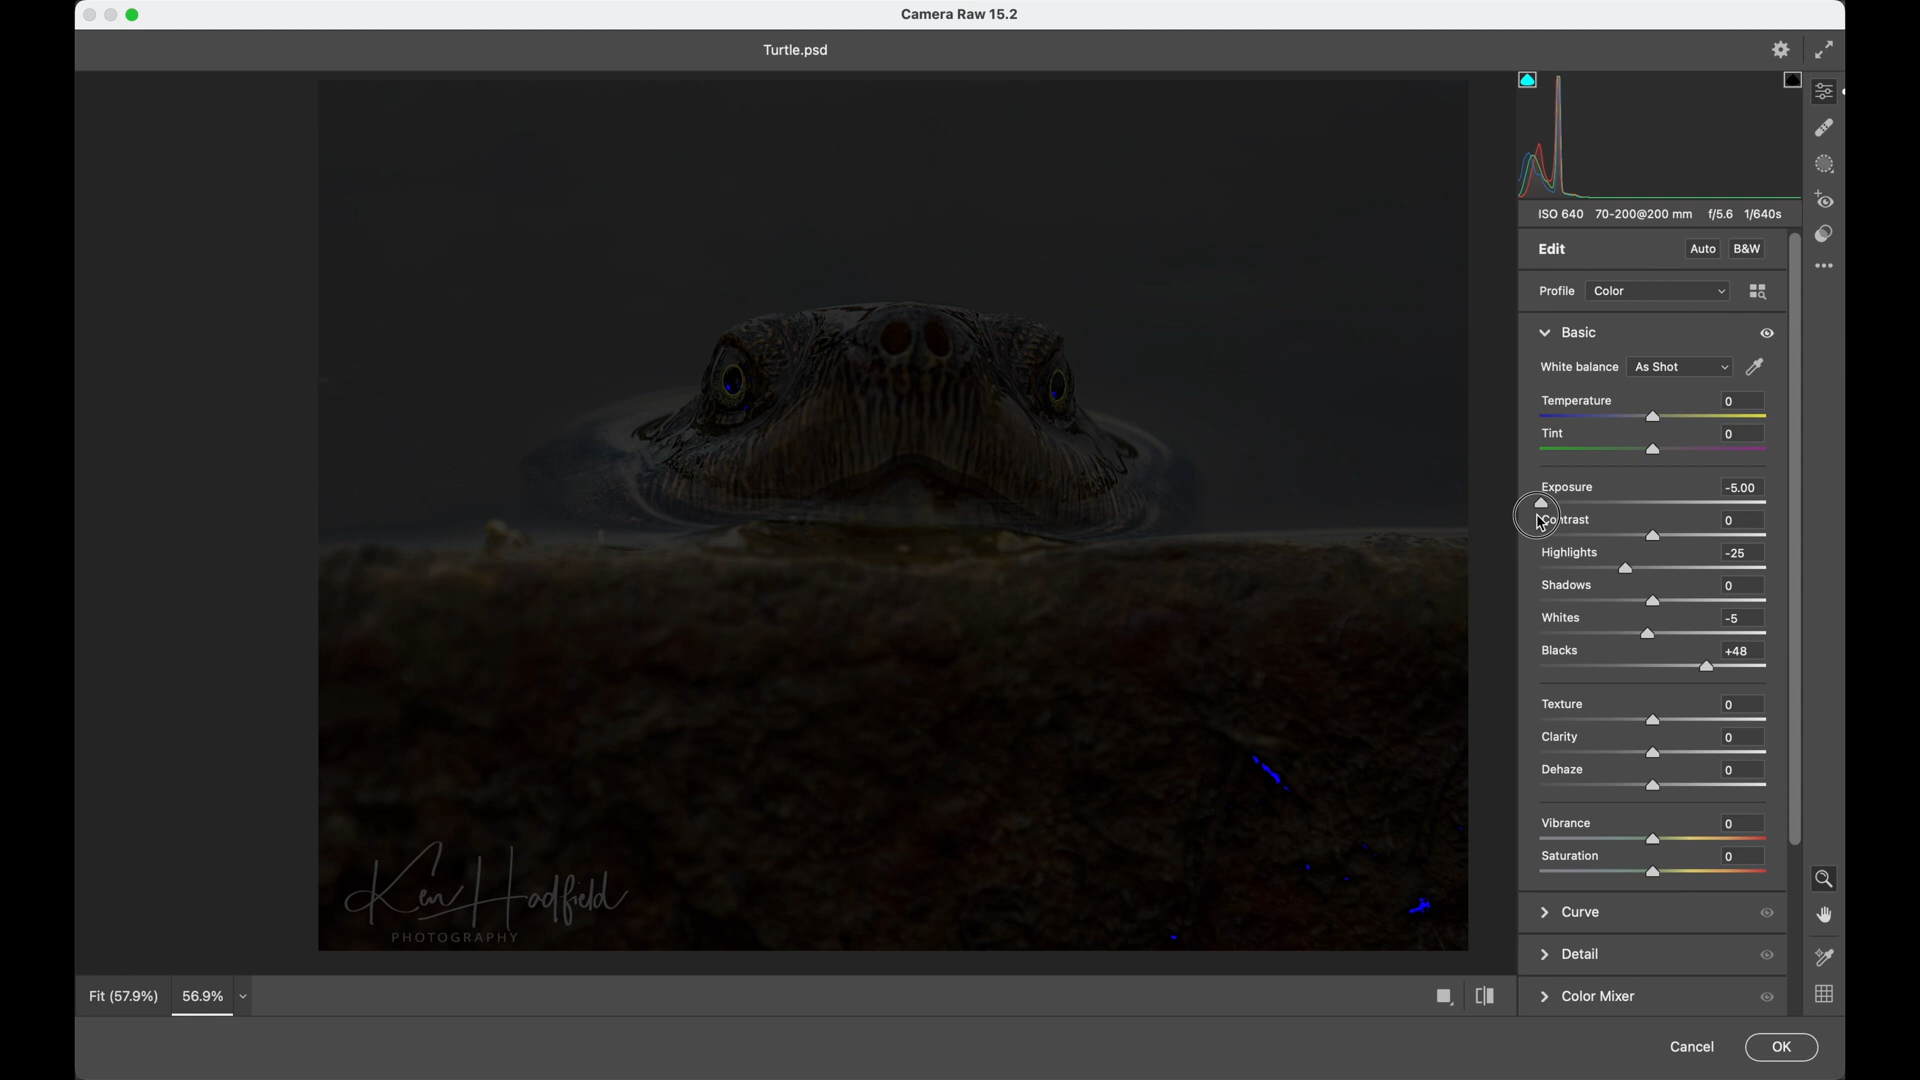 Camera Raw 15.2
Turtle.psd
ISO 640 70-200@200 mm f/5.6 1/640s
Edit Auto B&W
Profile Color
Basic
White balance As Shot
Temperature 0
Tint 0
Exposure -5.00
Contrast 0
Highlights -25
Shadows 0
Whites -5
Blacks +48
Texture 0
Clarity 0
Dehaze 0
Vibrance 0
Saturation 0
Curve
Detail
Color Mixer
Ken Hadfield
PHOTOGRAPHY
Fit (57.9%) 56.9%
Cancel OK